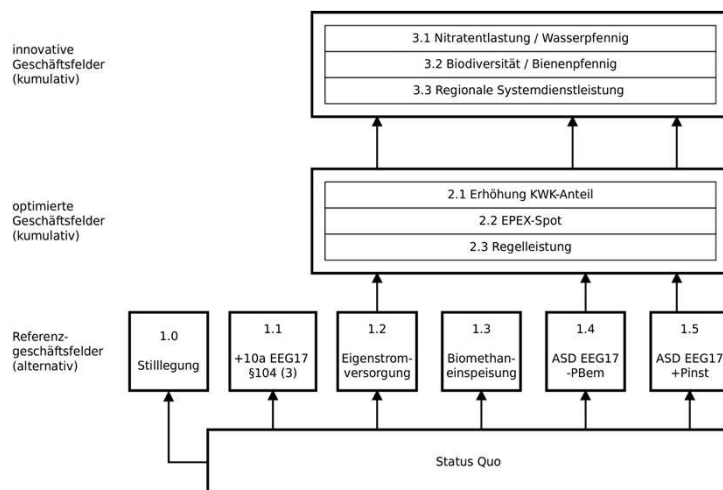 innovative
Geschäftsfelder
(kumulativ)
3.1 Nitratentlastung / Wasserpfennig
3.2 Biodiversität / Bienenpfennig
3.3 Regionale Systemdienstleistung
optimierte
Geschäftsfelder
(kumulativ)
2.1 Erhöhung KWK-Anteil
2.2 EPEX-Spot
2.3 Regelleistung
Referenz-
geschäftsfelder
(alternativ)
1.0
Stilllegung
1.1
+10a EEG17
§104 (3)
1.2
Eigenstrom-
versorgung
1.3
Biomethan-
einspeisung
1.4
ASD EEG17
-PBem
1.5
ASD EEG17
+Pinst
Status Quo